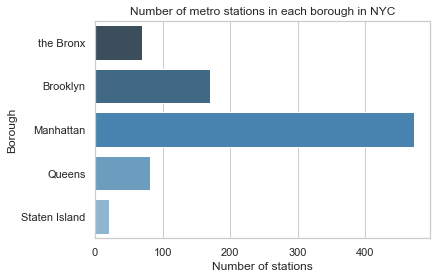 Number of metro stations in each borough in NYC
Borough
the Bronx
Brooklyn
Manhattan
Queens
Staten Island
0 100 200 300 400
Number of stations